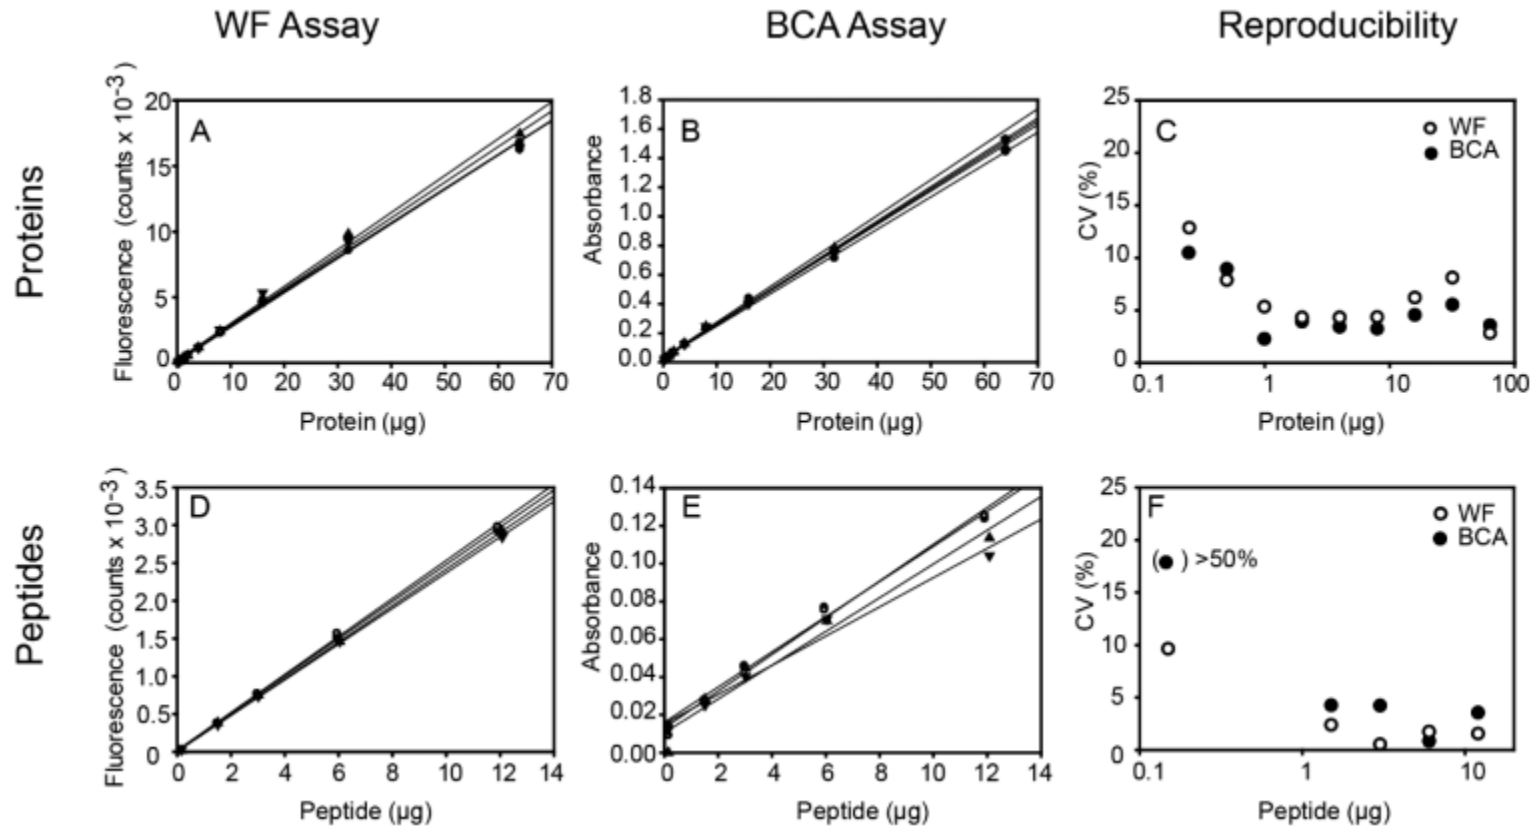 WF Assay
BCA Assay
Reproducibility
Proteins
Fluorescence (counts x 10⁻³)
A
20
15
10
5
0
0 10 20 30 40 50 60 70
Protein (µg)
Absorbance
B
1.8
1.6
1.4
1.2
1.0
0.8
0.6
0.4
0.2
0.0
0 10 20 30 40 50 60 70
Protein (µg)
CV (%)
C
WF
BCA
25
20
15
10
5
0
0.1 1 10 100
Protein (µg)
Peptides
Fluorescence (counts x 10⁻³)
D
3.5
3.0
2.5
2.0
1.5
1.0
0.5
0
0 2 4 6 8 10 12 14
Peptide (µg)
Absorbance
E
0.14
0.12
0.10
0.08
0.06
0.04
0.02
0.00
0 2 4 6 8 10 12 14
Peptide (µg)
CV (%)
F
WF
BCA
(●) >50%
25
20
15
10
5
0
0.1 1 10
Peptide (µg)